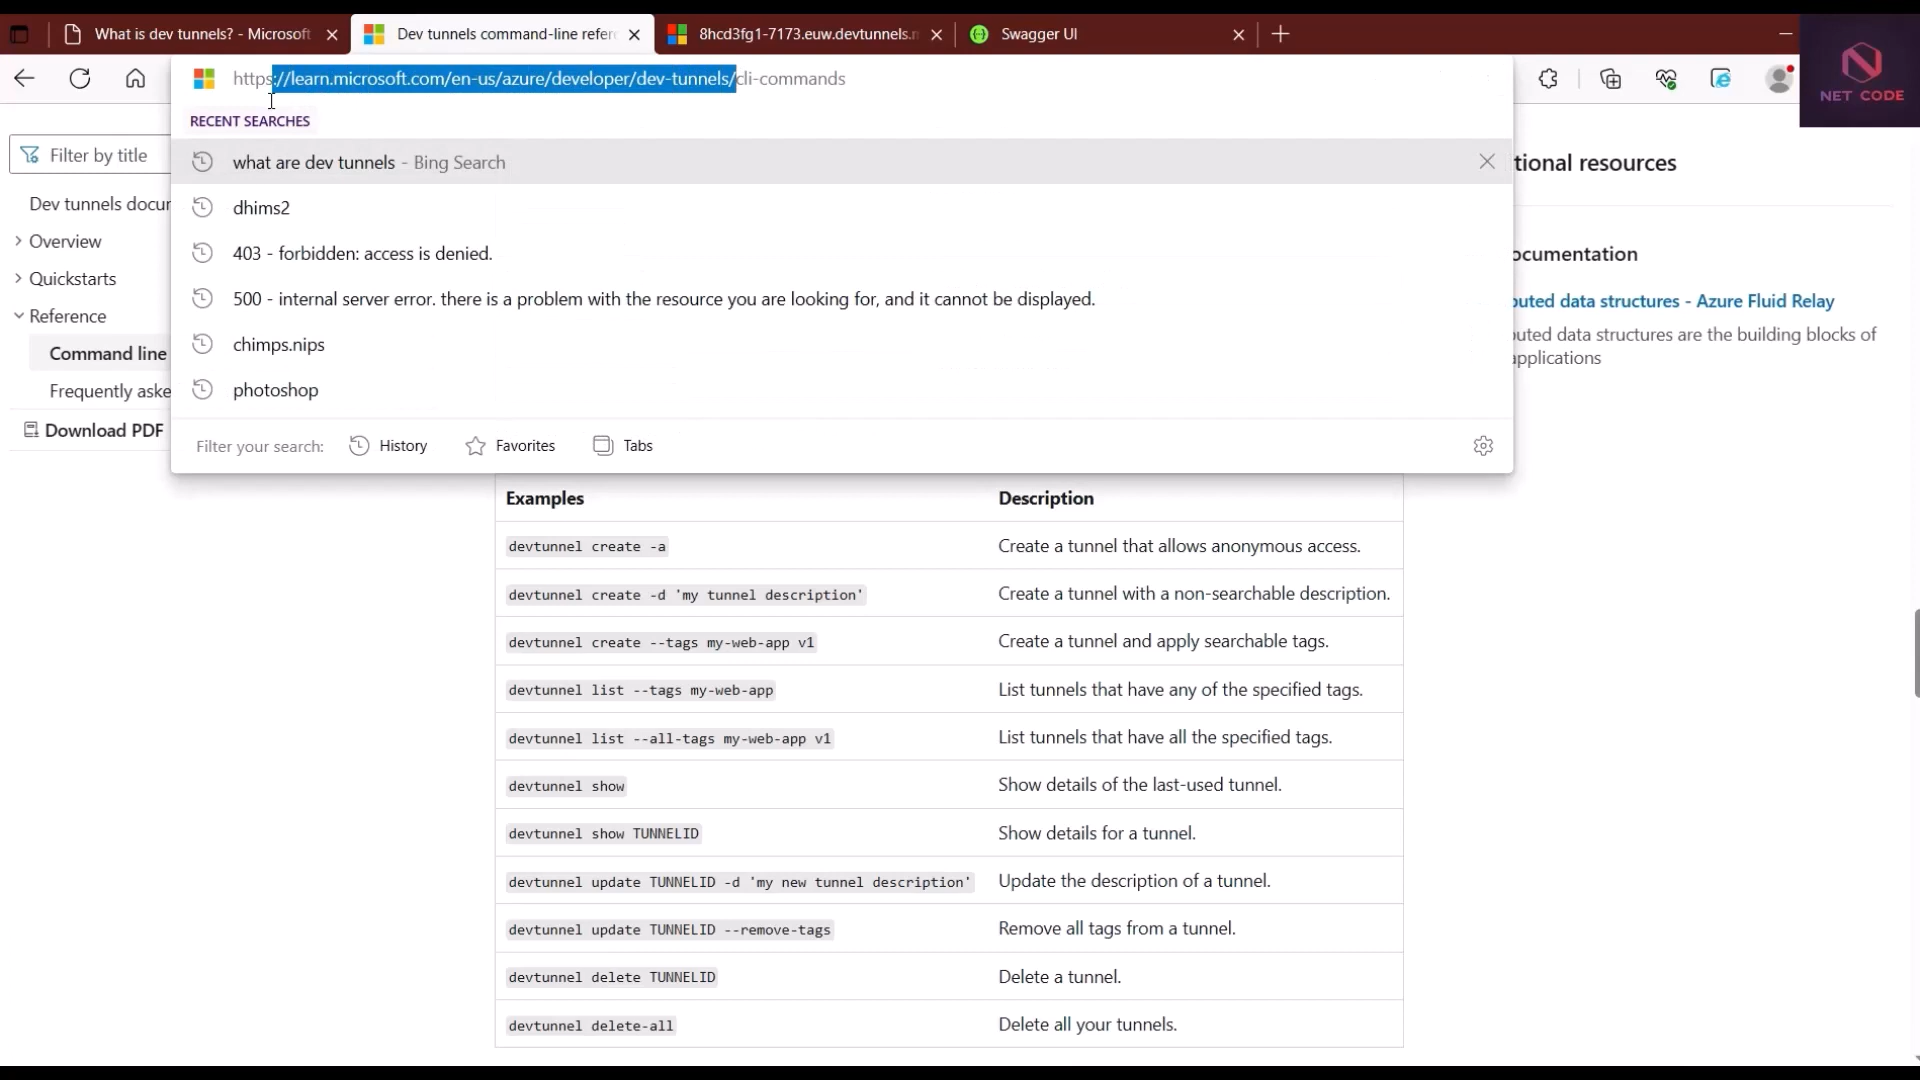 What is dev tunnels? - Microsoft
Dev tunnels command-line refer
8hcd3fg1-7173.euw.devtunnels.m
Swagger UI
https://learn.microsoft.com/en-us/azure/developer/dev-tunnels/cli-commands
NET CODE
RECENT SEARCHES
what are dev tunnels - Bing Search
dhims2
403 - forbidden: access is denied.
500 - internal server error. there is a problem with the resource you are looking for, and it cannot be displayed.
chimps.nips
photoshop
Filter your search: History Favorites Tabs
Filter by title
Dev tunnels docur
Overview
Quickstarts
Reference
Command line
Frequently aske
Download PDF
tional resources
ocumentation
outed data structures - Azure Fluid Relay
outed data structures are the building blocks of
applications
Examples Description
devtunnel create -a Create a tunnel that allows anonymous access.
devtunnel create -d 'my tunnel description' Create a tunnel with a non-searchable description.
devtunnel create --tags my-web-app v1 Create a tunnel and apply searchable tags.
devtunnel list --tags my-web-app List tunnels that have any of the specified tags.
devtunnel list --all-tags my-web-app v1 List tunnels that have all the specified tags.
devtunnel show Show details of the last-used tunnel.
devtunnel show TUNNELID Show details for a tunnel.
devtunnel update TUNNELID -d 'my new tunnel description' Update the description of a tunnel.
devtunnel update TUNNELID --remove-tags Remove all tags from a tunnel.
devtunnel delete TUNNELID Delete a tunnel.
devtunnel delete-all Delete all your tunnels.